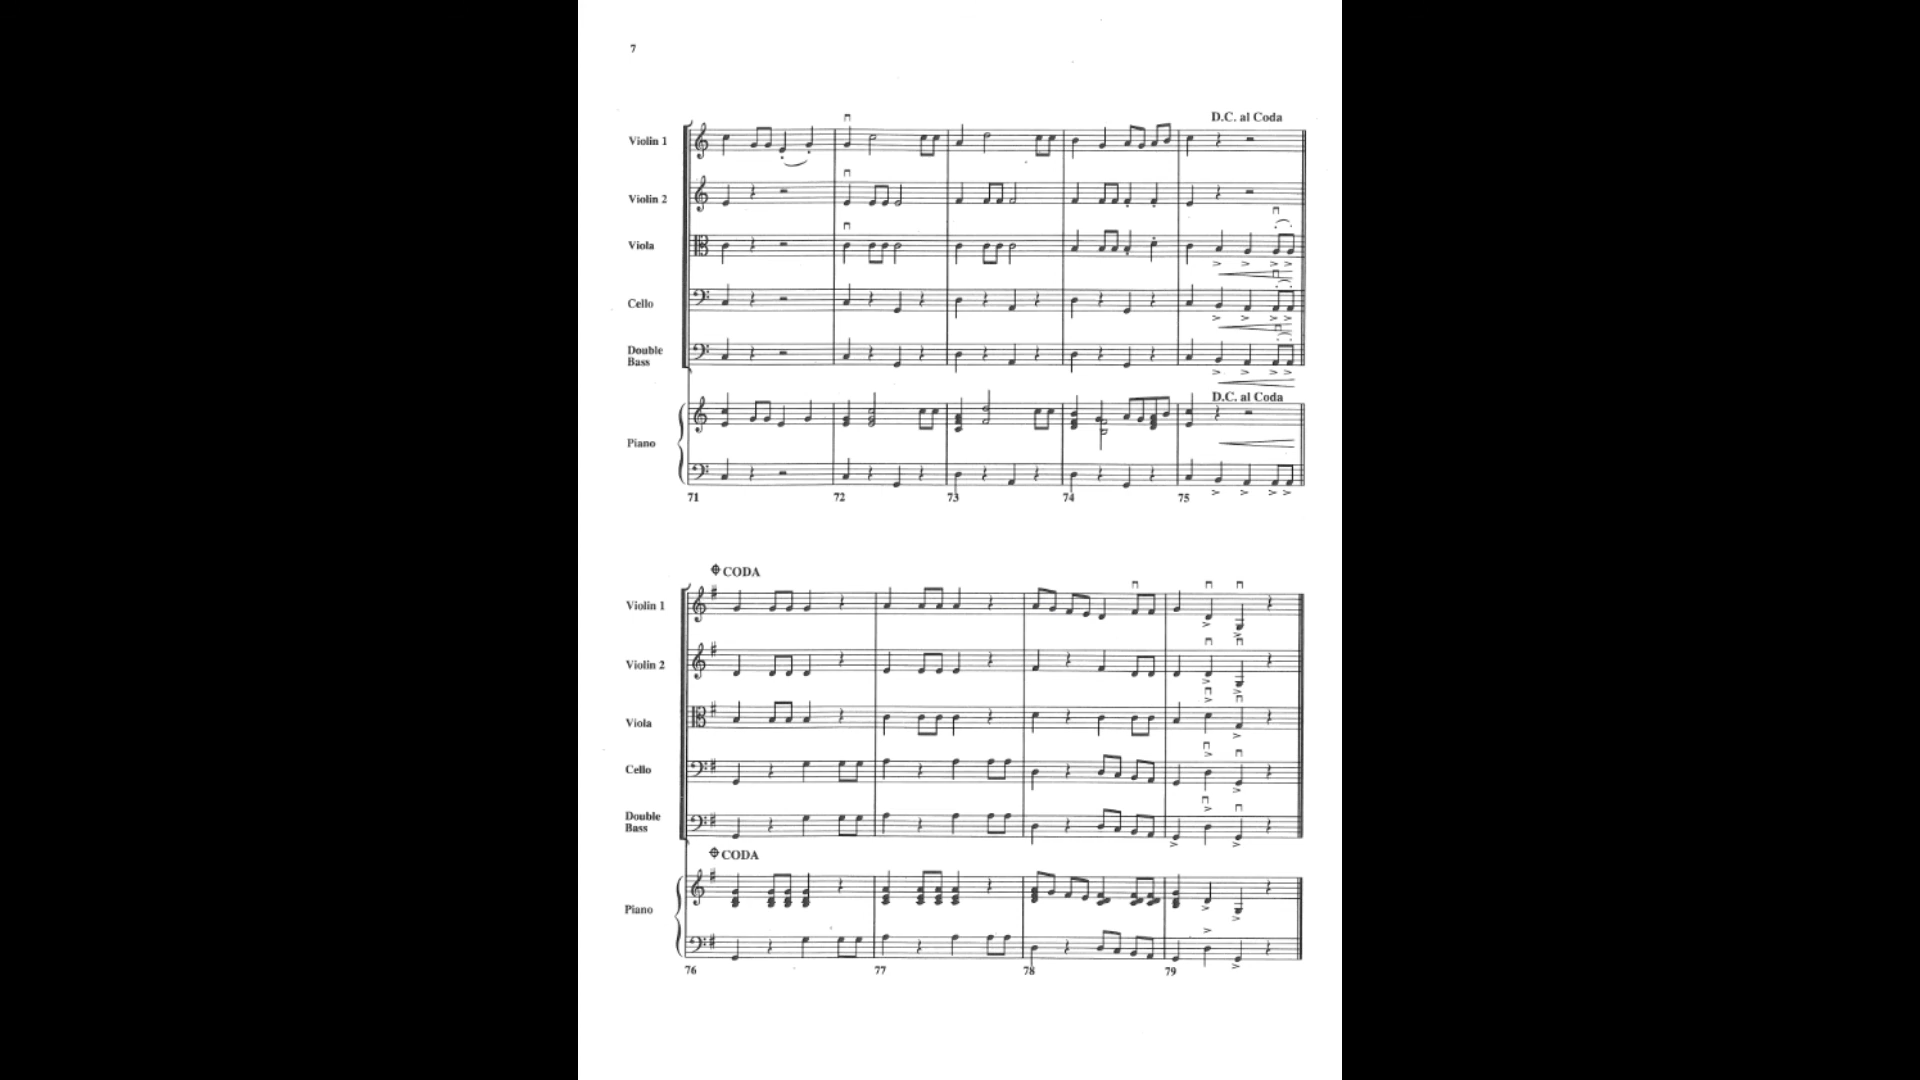 7
D.C. al Coda
Violin 1
Violin 2
Viola
Cello
Double
Bass
D.C. al Coda
Piano
71 72 73 74 75
CODA
Violin 1
Violin 2
Viola
Cello
Double
Bass
CODA
Piano
76 77 78 79